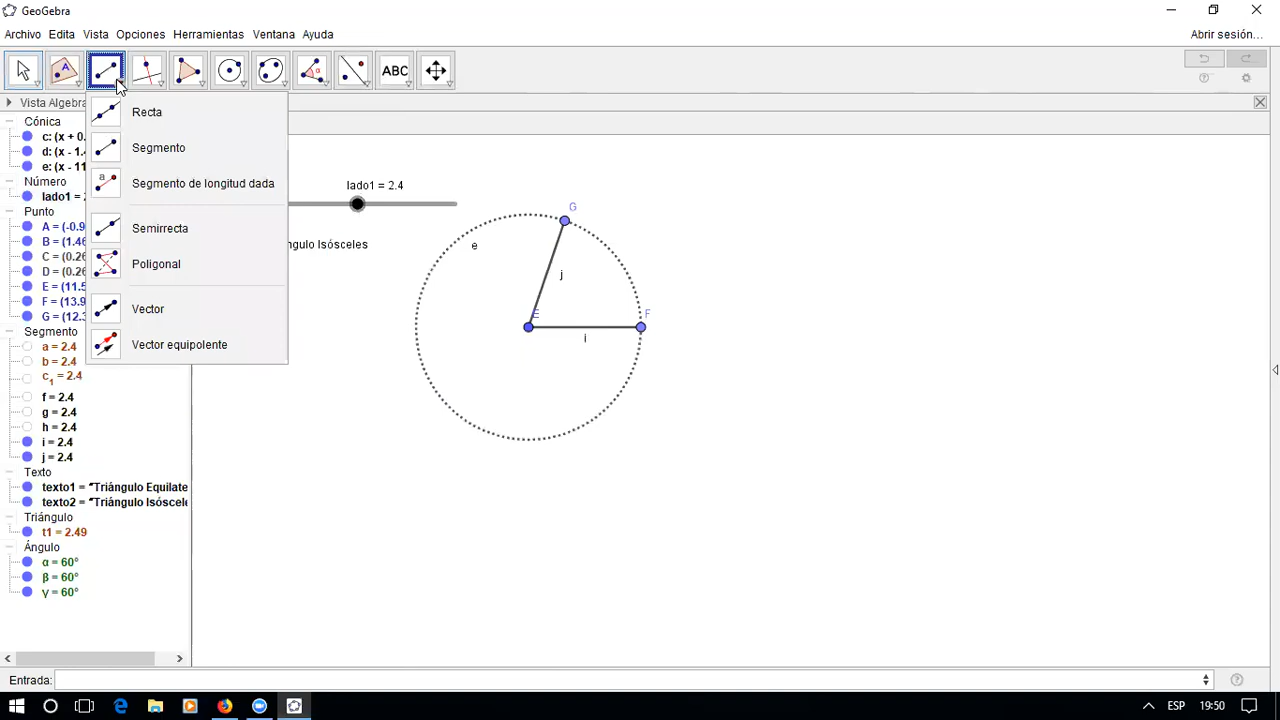 GeoGebra
Archivo Edita Vista Opciones Herramientas Ventana Ayuda
Abrir sesión…
A
α
ABC
Vista Algebra
Recta
Segmento
a
Segmento de longitud dada
Semirrecta
Poligonal
Vector
Vector equipolente
Cónica
c: (x + 0.
d: (x - 1.4
e: (x - 11
Número
lado1 = 2
Punto
A = (-0.9
B = (1.46
C = (0.26
D = (0.26
E = (11.5
F = (13.9
G = (12.3
Segmento
a = 2.4
b = 2.4
c1 = 2.4
f = 2.4
g = 2.4
h = 2.4
i = 2.4
j = 2.4
Texto
texto1 = “Triángulo Equilate
texto2 = “Triángulo Isóscele
Triángulo
t1 = 2.49
Ángulo
α = 60°
β = 60°
γ = 60°
lado1 = 2.4
ngulo Isósceles
G
e
j
E
F
i
Entrada:
ESP 19:50